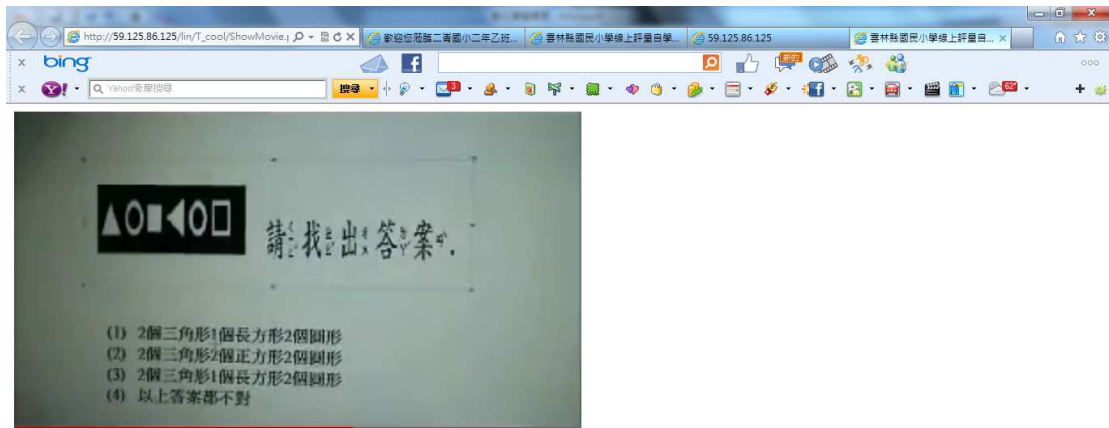 http://59.125.86.125/lin/T_cool/ShowMovie.j
歡迎您蒞臨二崙國小二年乙班...
雲林縣國民小學線上評量自學...
59.125.86.125
雲林縣國民小學線上評量自...
bing
Yahoo!奇摩搜尋
搜尋
3
62°
請找出答案.
(1) 2個三角形1個長方形2個圓形
(2) 2個三角形2個正方形2個圓形
(3) 2個三角形1個長方形2個圓形
(4) 以上答案都不對